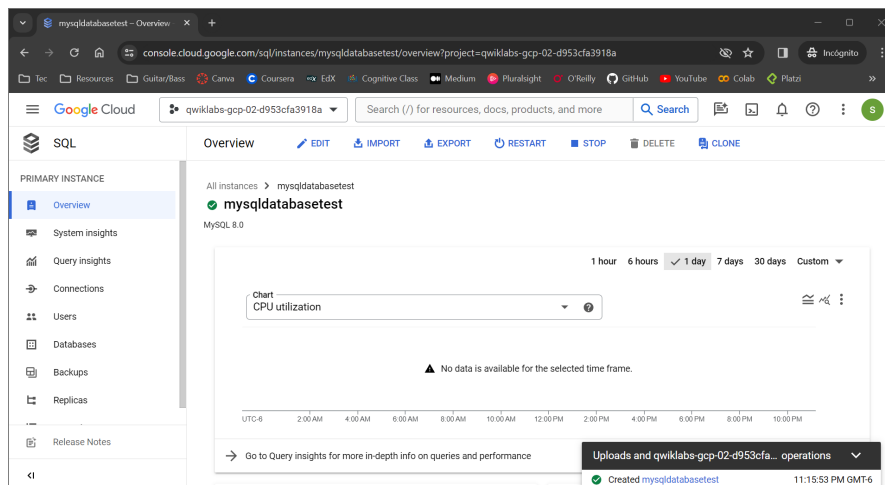 mysqldatabasetest – Overview
console.cloud.google.com/sql/instances/mysqldatabasetest/overview?project=qwiklabs-gcp-02-d953cfa3918a
Incógnito
Tec Resources Guitar/Bass Canva Coursera EdX Cognitive Class Medium Pluralsight O'Reilly GitHub YouTube Colab Platzi
Google Cloud
qwiklabs-gcp-02-d953cfa3918a
Search (/) for resources, docs, products, and more
Search
S
SQL
Overview
EDIT IMPORT EXPORT RESTART STOP DELETE CLONE
PRIMARY INSTANCE
Overview
System insights
Query insights
Connections
Users
Databases
Backups
Replicas
Release Notes
All instances > mysqldatabasetest
mysqldatabasetest
MySQL 8.0
1 hour 6 hours 1 day 7 days 30 days Custom
Chart
CPU utilization
No data is available for the selected time frame.
UTC-6 2:00 AM 4:00 AM 6:00 AM 8:00 AM 10:00 AM 12:00 PM 2:00 PM 4:00 PM 6:00 PM 8:00 PM 10:00 PM
Go to Query insights for more in-depth info on queries and performance
Uploads and qwiklabs-gcp-02-d953cfa... operations
Created mysqldatabasetest 11:15:53 PM GMT-6